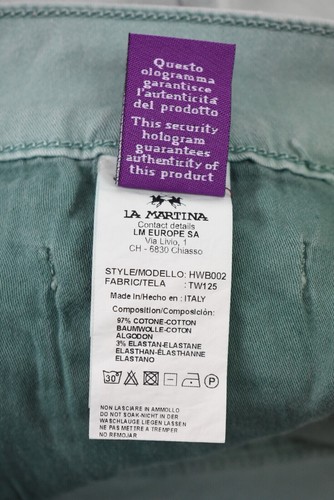 Questo
ologramma
garantisce
l'autenticità
del prodotto
This security
hologram
guarantees
authenticity of
this product
LA MARTINA
Contact details
LM EUROPE SA
Via Livio, 1
CH - 6830 Chiasso
STYLE/MODELLO: HWB002
FABRIC/TELA : TW125
Made in/Hecho en : ITALY
Composition/Composición:
97% COTONE-COTTON
BAUMWOLLE-COTON
ALGODON
3% ELASTAN-ELASTANE
ELASTHAN-ÉLASTHANNE
ELASTANO
30° P
NON LASCIARE IN AMMOLLO
DO NOT SOAK-NICHT IN DER
WASCHLAUGE LIEGEN LASSEN
NE PAS METTRE A TREMPER
NO REMOJAR